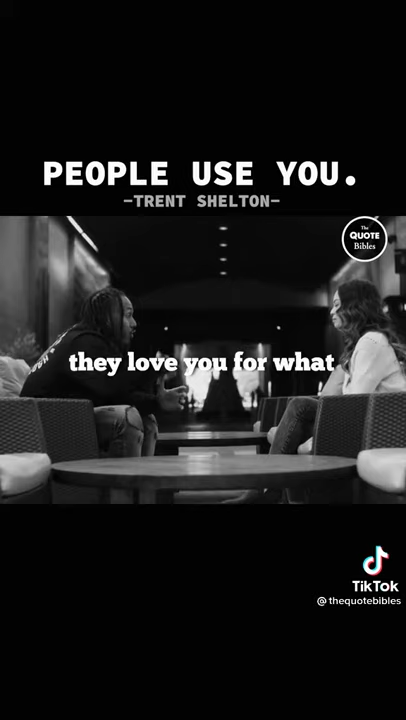 PEOPLE USE YOU.
-TRENT SHELTON-
The
QUOTE
Bibles
they love you for what
TikTok
@thequotebibles